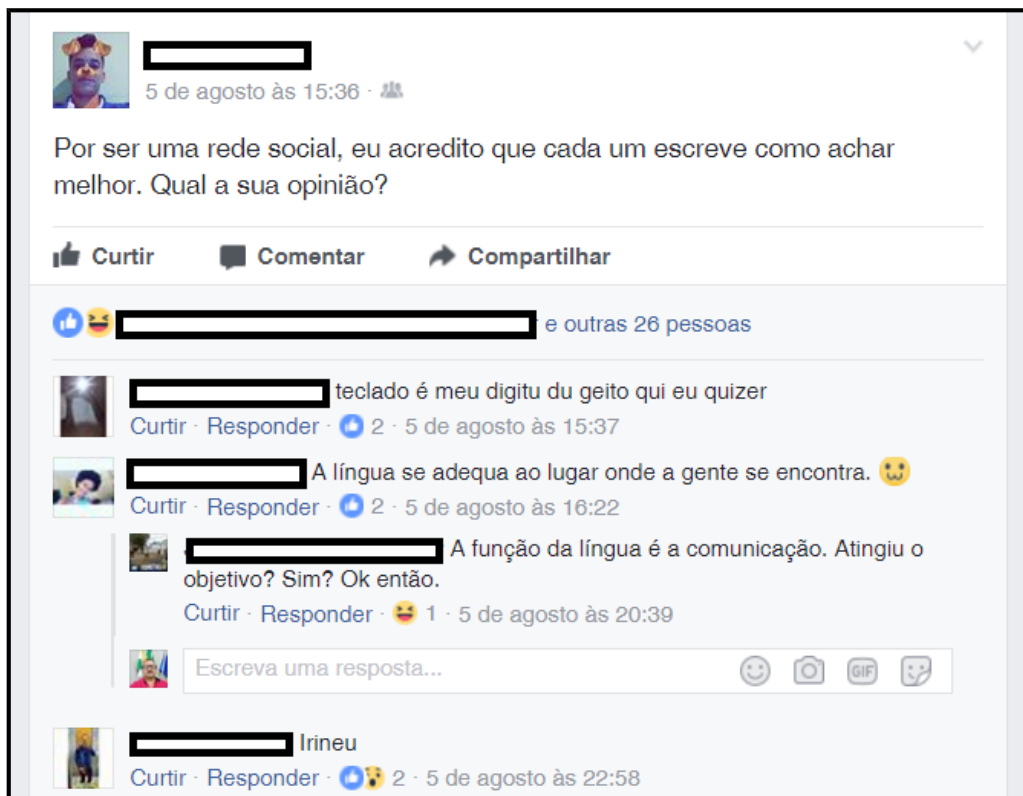 5 de agosto às 15:36 ·
Por ser uma rede social, eu acredito que cada um escreve como achar
melhor. Qual a sua opinião?
Curtir Comentar Compartilhar
e outras 26 pessoas
teclado é meu digitu du geito qui eu quizer
Curtir · Responder · 2 · 5 de agosto às 15:37
A língua se adequa ao lugar onde a gente se encontra.
Curtir · Responder · 2 · 5 de agosto às 16:22
A função da língua é a comunicação. Atingiu o
objetivo? Sim? Ok então.
Curtir · Responder · 1 · 5 de agosto às 20:39
Escreva uma resposta... GIF
Irineu
Curtir · Responder · 2 · 5 de agosto às 22:58